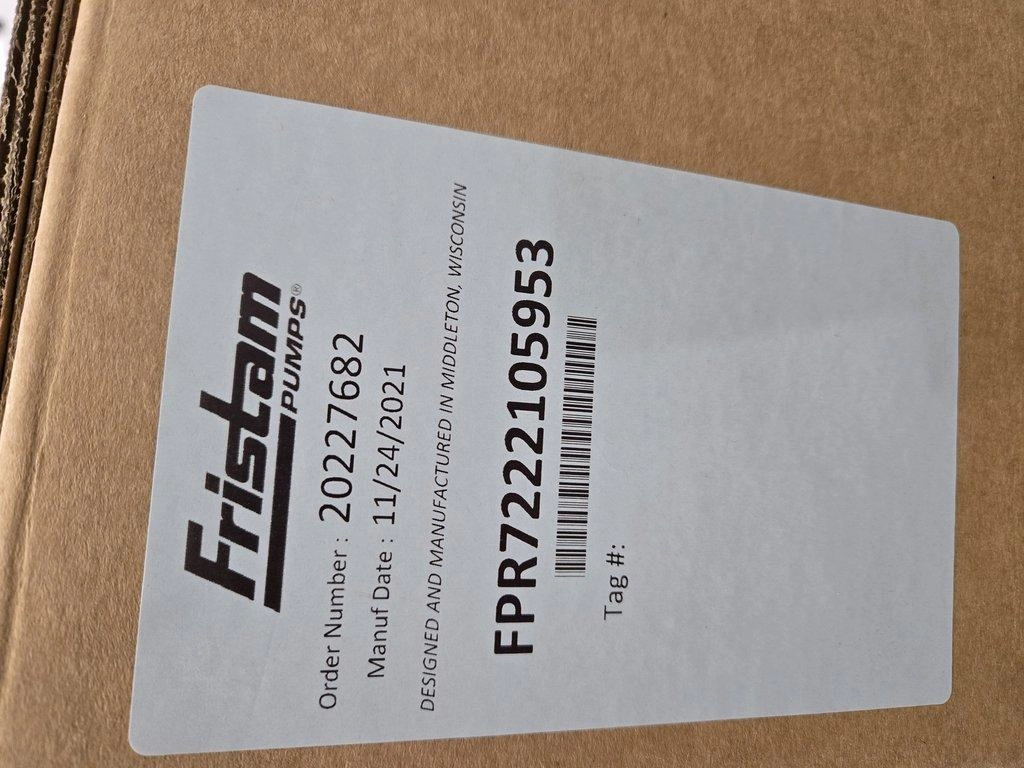 Fristam
PUMPS®
Order Number : 20227682
Manuf Date : 11/24/2021
DESIGNED AND MANUFACTURED IN MIDDLETON, WISCONSIN
FPR7222105953
Tag #: